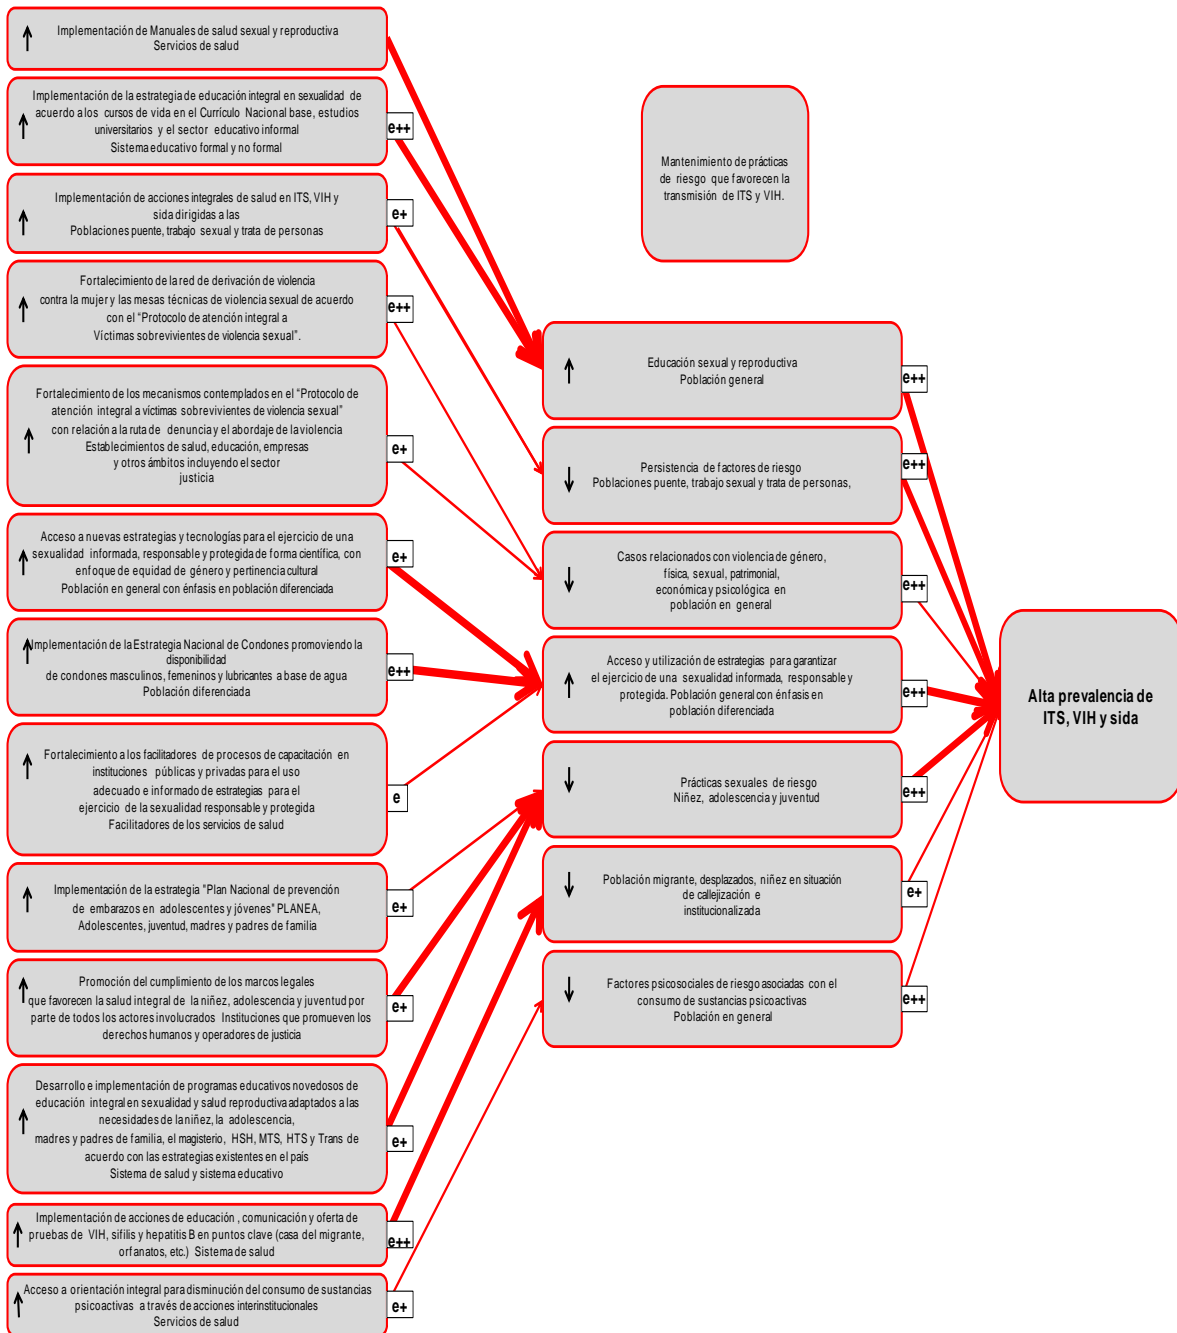 Implementación de Manuales de salud sexual y reproductiva
Servicios de salud
Implementación de la estrategia de educación integral en sexualidad de
acuerdo a los cursos de vida en el Currículo Nacional base, estudios
universitarios y el sector educativo informal
Sistema educativo formal y no formal
e++
Implementación de acciones integrales de salud en ITS, VIH y
sida dirigidas a las
Poblaciones puente, trabajo sexual y trata de personas
e+
Fortalecimiento de la red de derivación de violencia
contra la mujer y las mesas técnicas de violencia sexual de acuerdo
con el “Protocolo de atención integral a
Víctimas sobrevivientes de violencia sexual”.
e++
Fortalecimiento de los mecanismos contemplados en el “Protocolo de
atención integral a víctimas sobrevivientes de violencia sexual”
con relación a la ruta de denuncia y el abordaje de la violencia
Establecimientos de salud, educación, empresas
y otros ámbitos incluyendo el sector
justicia
e+
Acceso a nuevas estrategias y tecnologías para el ejercicio de una
sexualidad informada, responsable y protegida de forma científica, con
enfoque de equidad de género y pertinencia cultural
Población en general con énfasis en población diferenciada
e+
Implementación de la Estrategia Nacional de Condones promoviendo la
disponibilidad
de condones masculinos, femeninos y lubricantes a base de agua
Población diferenciada
e++
Fortalecimiento a los facilitadores de procesos de capacitación en
instituciones públicas y privadas para el uso
adecuado e informado de estrategias para el
ejercicio de la sexualidad responsable y protegida
Facilitadores de los servicios de salud
e
Implementación de la estrategia "Plan Nacional de prevención
de embarazos en adolescentes y jóvenes" PLANEA,
Adolescentes, juventud, madres y padres de familia
e+
Promoción del cumplimiento de los marcos legales
que favorecen la salud integral de la niñez, adolescencia y juventud por
parte de todos los actores involucrados Instituciones que promueven los
derechos humanos y operadores de justicia
e+
Desarrollo e implementación de programas educativos novedosos de
educación integral en sexualidad y salud reproductiva adaptados a las
necesidades de la niñez, la adolescencia,
madres y padres de familia, el magisterio, HSH, MTS, HTS y Trans de
acuerdo con las estrategias existentes en el país
Sistema de salud y sistema educativo
e+
Implementación de acciones de educación , comunicación y oferta de
pruebas de VIH, sifilis y hepatitis B en puntos clave (casa del migrante,
orfanatos, etc.) Sistema de salud
e++
Acceso a orientación integral para disminución del consumo de sustancias
psicoactivas a través de acciones interinstitucionales
Servicios de salud
e+
Mantenimiento de prácticas
de riesgo que favorecen la
transmisión de ITS y VIH.
Educación sexual y reproductiva
Población general
e++
Persistencia de factores de riesgo
Poblaciones puente, trabajo sexual y trata de personas,
e++
Casos relacionados con violencia de género,
física, sexual, patrimonial,
económica y psicológica en
población en general
e++
Acceso y utilización de estrategias para garantizar
el ejercicio de una sexualidad informada, responsable y
protegida. Población general con énfasis en
población diferenciada
e++
Prácticas sexuales de riesgo
Niñez, adolescencia y juventud
e++
Población migrante, desplazados, niñez en situación
de callejización e
institucionalizada
e+
Factores psicosociales de riesgo asociadas con el
consumo de sustancias psicoactivas
Población en general
e++
Alta prevalencia de
ITS, VIH y sida